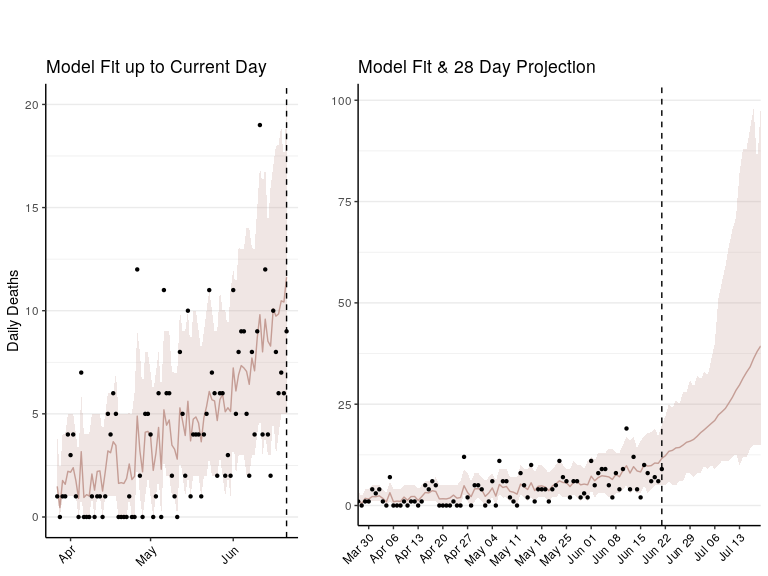 Model Fit up to Current Day
Model Fit & 28 Day Projection
Daily Deaths
20
15
10
5
0
Apr
May
Jun
100
75
50
25
0
Mar 30
Apr 06
Apr 13
Apr 20
Apr 27
May 04
May 11
May 18
May 25
Jun 01
Jun 08
Jun 15
Jun 22
Jun 29
Jul 06
Jul 13